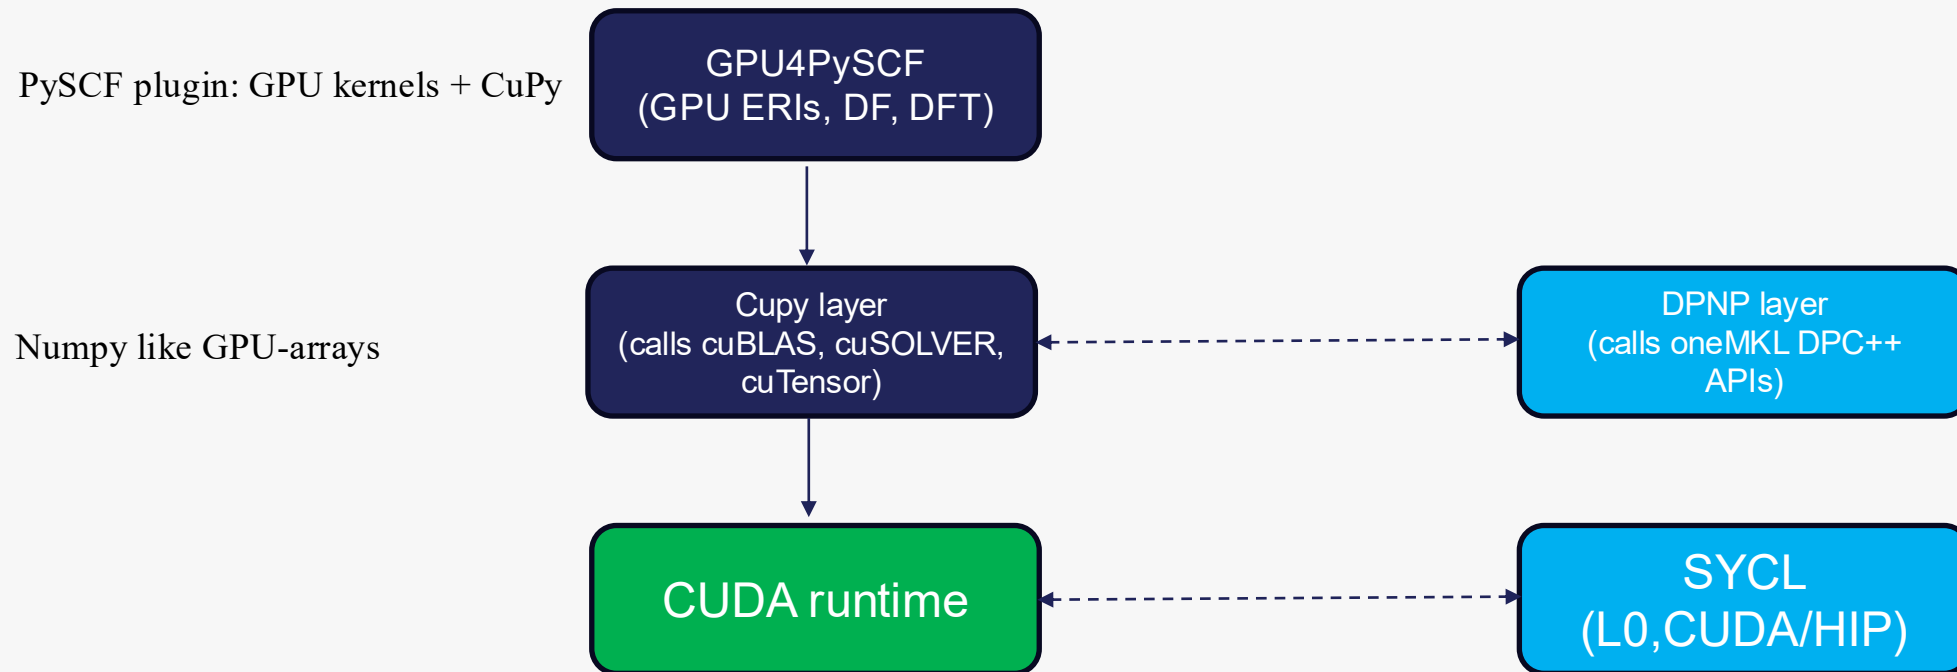 PySCF plugin: GPU kernels + CuPy
GPU4PySCF
(GPU ERIs, DF, DFT)
Numpy like GPU-arrays
Cupy layer
(calls cuBLAS, cuSOLVER,
cuTensor)
DPNP layer
(calls oneMKL DPC++
APIs)
CUDA runtime
SYCL
(L0,CUDA/HIP)